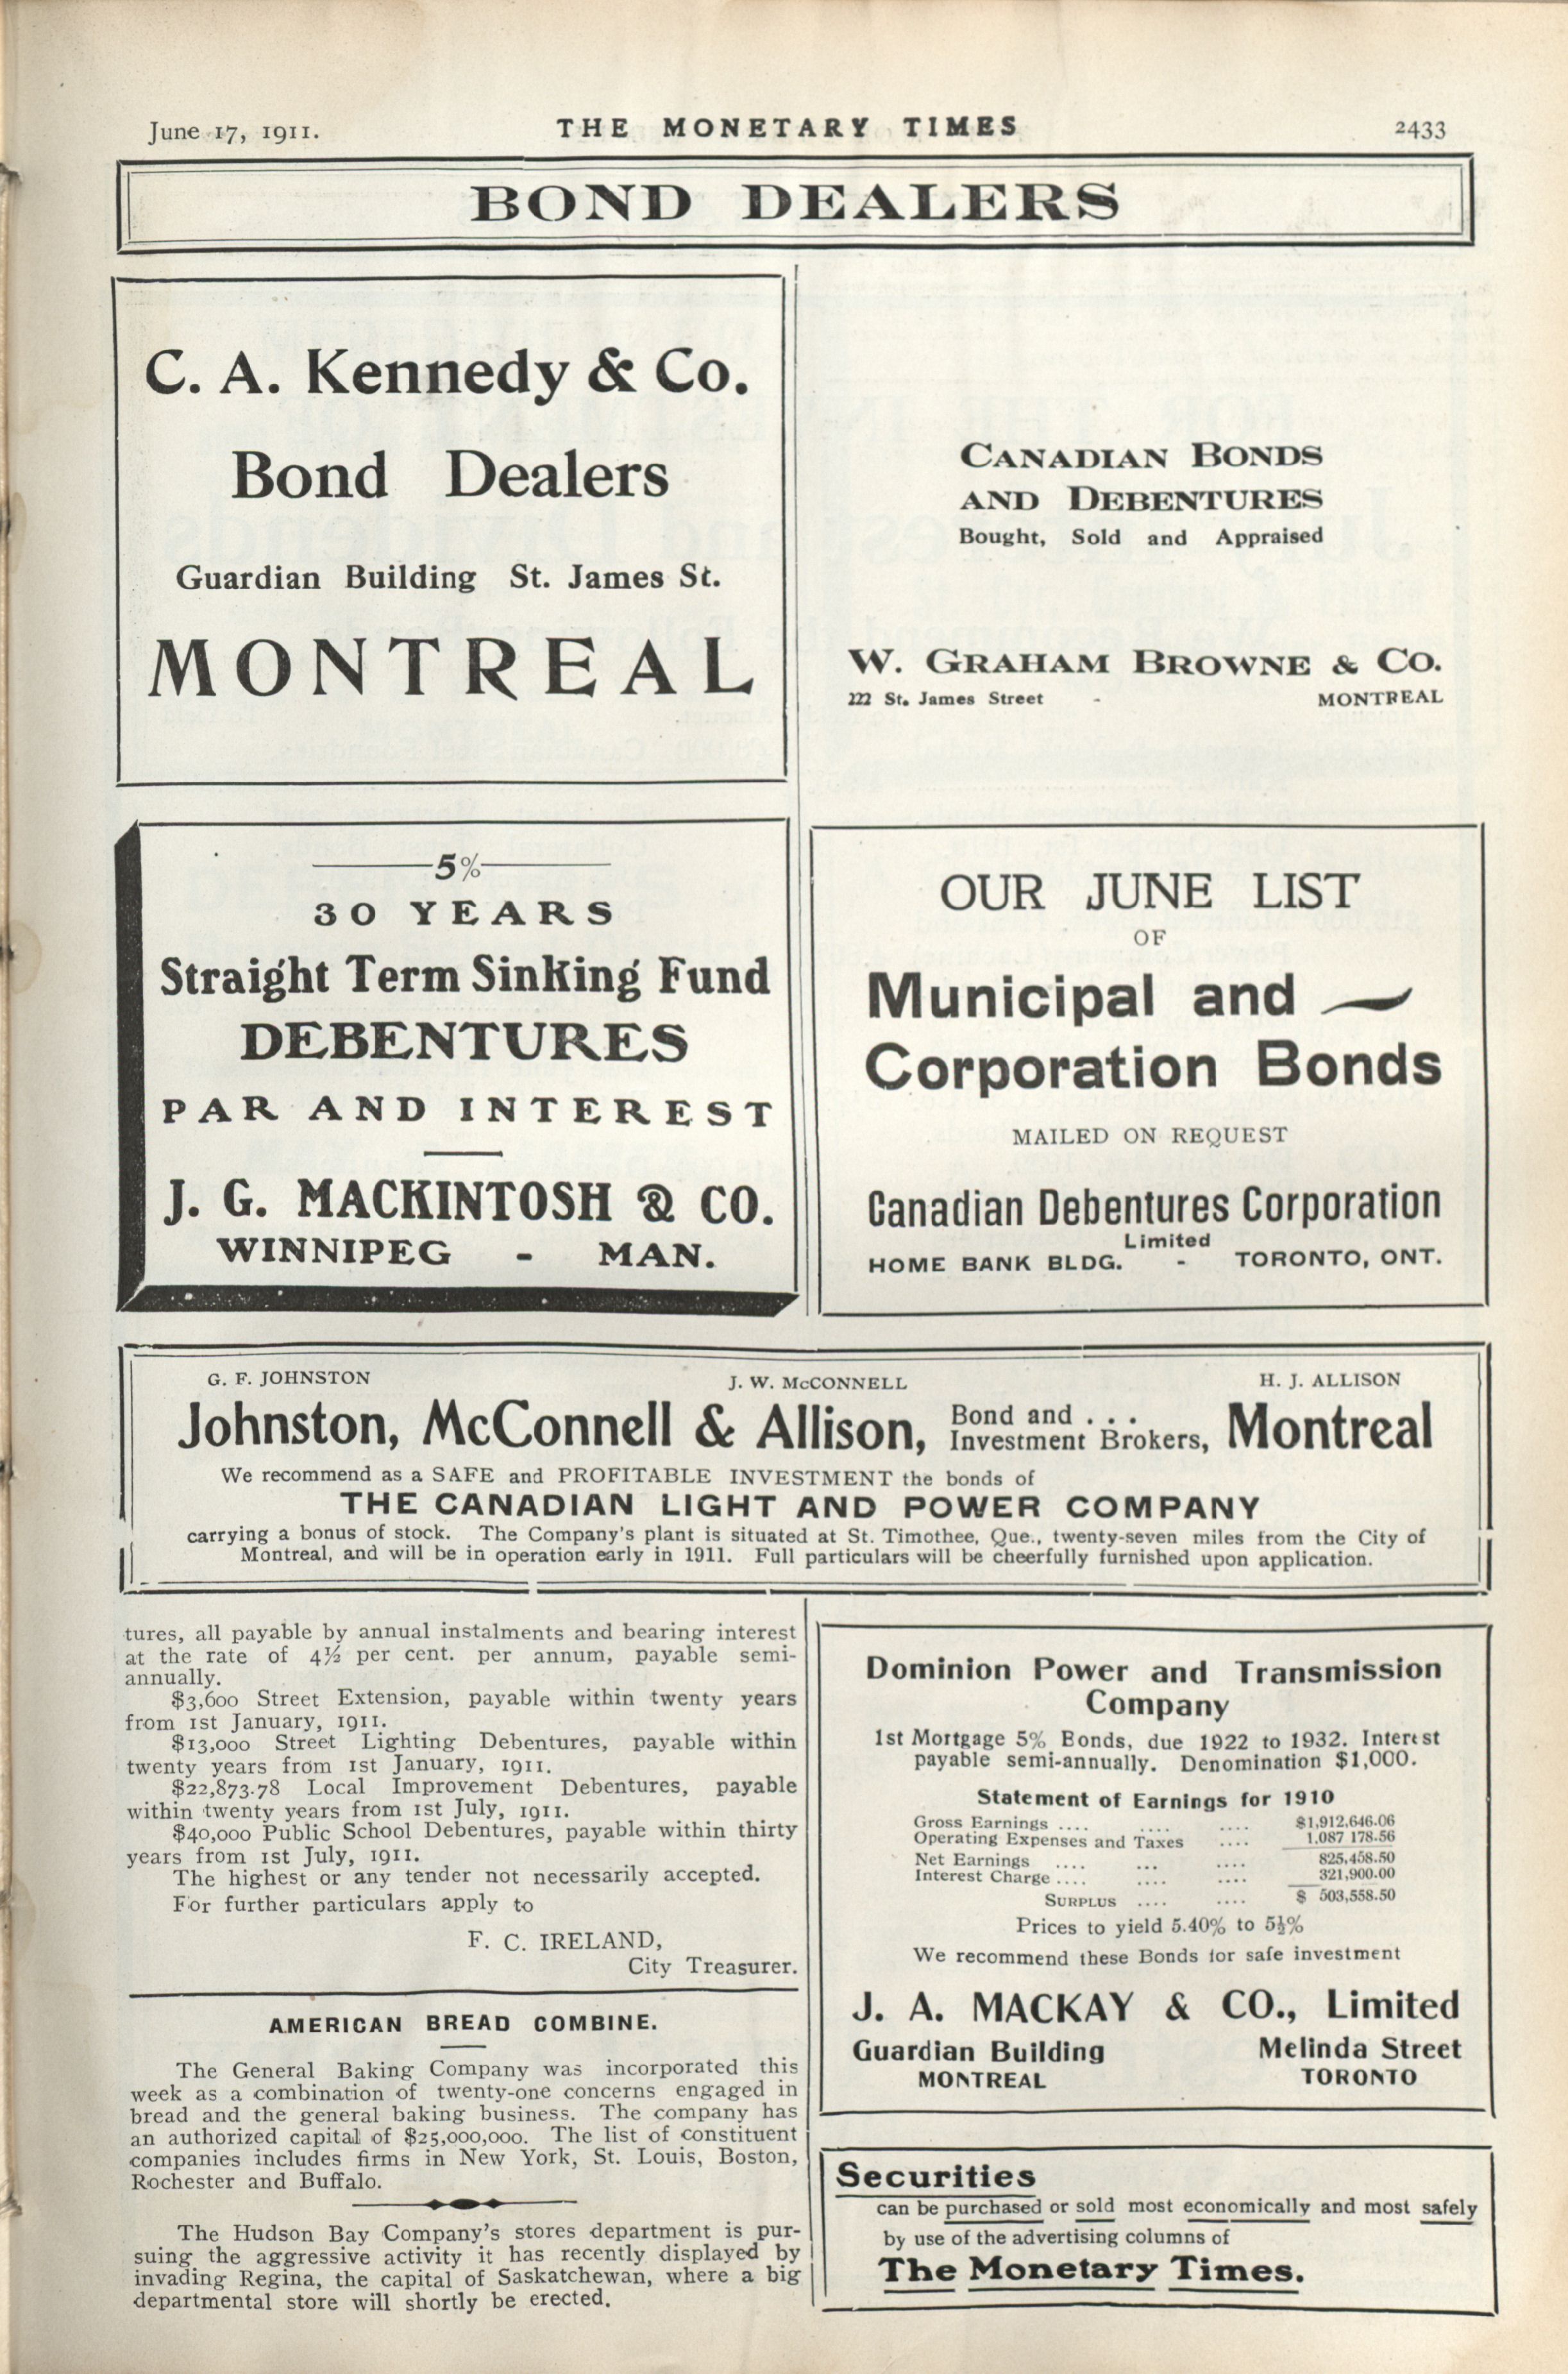 June 17, 1911.
THE MONETARY TIMES
2433
BOND DEALERS
C. A. Kennedy & Co.
Bond Dealers
Guardian Building St. James St.
MONTREAL
CANADIAN BONDS
AND DEBENTURES
Bought, Sold and Appraised
W. GRAHAM BROWNE & CO.
222 St. James Street - MONTREAL
5%
30 YEARS
Straight Term Sinking Fund
DEBENTURES
PAR AND INTEREST
J. G. MACKINTOSH & CO.
WINNIPEG - MAN.
OUR JUNE LIST
OF
Municipal and
Corporation Bonds
MAILED ON REQUEST
Canadian Debentures Corporation
Limited
HOME BANK BLDG. - TORONTO, ONT.
G. F. JOHNSTON J. W. McCONNELL H. J. ALLISON
Johnston, McConnell & Allison, Bond and . . . Investment Brokers, Montreal
We recommend as a SAFE and PROFITABLE INVESTMENT the bonds of
THE CANADIAN LIGHT AND POWER COMPANY
carrying a bonus of stock. The Company's plant is situated at St. Timothee, Que., twenty-seven miles from the City of
Montreal, and will be in operation early in 1911. Full particulars will be cheerfully furnished upon application.
tures, all payable by annual instalments and bearing interest
at the rate of 4½ per cent. per annum, payable semi-
annually.
$3,600 Street Extension, payable within twenty years
from 1st January, 1911.
$13,000 Street Lighting Debentures, payable within
twenty years from 1st January, 1911.
$22,873.78 Local Improvement Debentures, payable
within twenty years from 1st July, 1911.
$40,000 Public School Debentures, payable within thirty
years from 1st July, 1911.
The highest or any tender not necessarily accepted.
For further particulars apply to
F. C. IRELAND,
City Treasurer.
AMERICAN BREAD COMBINE.
The General Baking Company was incorporated this
week as a combination of twenty-one concerns engaged in
bread and the general baking business. The company has
an authorized capital of $25,000,000. The list of constituent
companies includes firms in New York, St. Louis, Boston,
Rochester and Buffalo.
The Hudson Bay Company's stores department is pur-
suing the aggressive activity it has recently displayed by
invading Regina, the capital of Saskatchewan, where a big
departmental store will shortly be erected.
Dominion Power and Transmission
Company
1st Mortgage 5% Bonds, due 1922 to 1932. Interest
payable semi-annually. Denomination $1,000.
Statement of Earnings for 1910
Gross Earnings .... .... .... $1,912,646.06
Operating Expenses and Taxes .... 1,087 178.56
Net Earnings .... ... .... 825,458.50
Interest Charge .... .... .... 321,900.00
SURPLUS .... .... $ 503,558.50
Prices to yield 5.40% to 5½%
We recommend these Bonds for safe investment
J. A. MACKAY & CO., Limited
Guardian Building Melinda Street
MONTREAL TORONTO
Securities
can be purchased or sold most economically and most safely
by use of the advertising columns of
The Monetary Times.